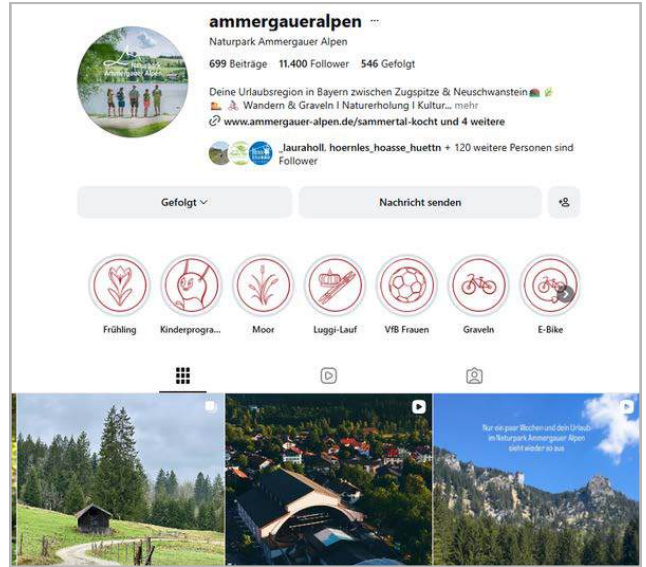 ammergaueralpen ...
Naturpark Ammergauer Alpen
699 Beiträge 11.400 Follower 546 Gefolgt
Deine Urlaubsregion in Bayern zwischen Zugspitze & Neuschwanstein
Wandern & Graveln I Naturerholung I Kultur... mehr
www.ammergauer-alpen.de/sammertal-kocht und 4 weitere
_lauraholl, hoernles_hoasse_huettn + 120 weitere Personen sind
Follower
Gefolgt
Nachricht senden
Frühling
Kinderprogra...
Moor
Luggi-Lauf
VfB Frauen
Graveln
E-Bike
Naturpark
Ammergauer Alpen
Nur ein paar Wochen und dein Urlaub
im Naturpark Ammergauer Alpen
sieht wieder so aus